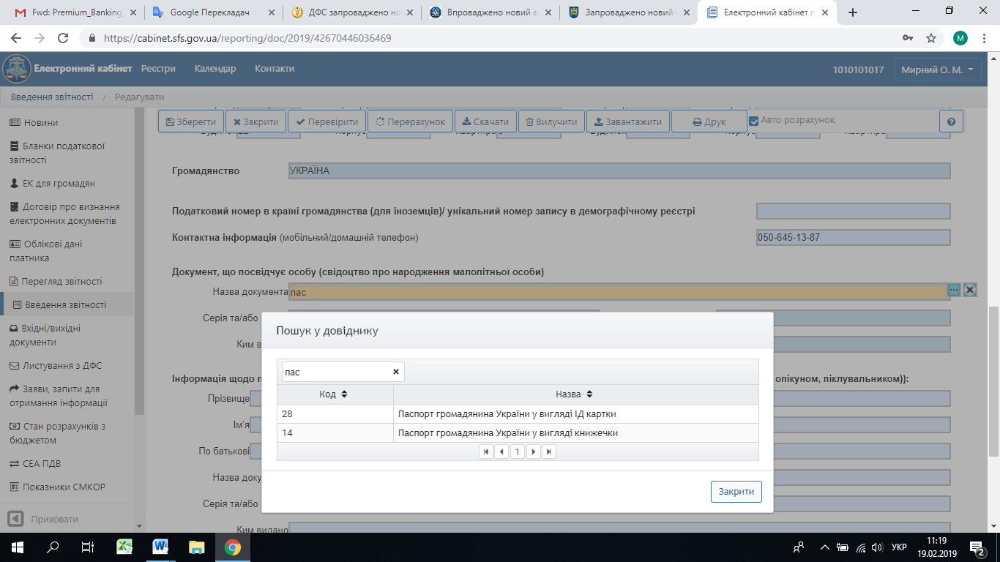 Fwd: Premium_Banking
Google Перекладач
ДФС запроваджено но
Впроваджено новий е
Запроваджено новий
Електронний кабінет п
https://cabinet.sfs.gov.ua/reporting/doc/2019/42670446036469
M
Електронний кабінет
Реєстри
Календар
Контакти
1010101017
Мирний О. М.
Введення звітності / Редагувати
Новини
Бланки податкової
звітності
ЕК для громадян
Договір про визнання
електронних документів
Облікові дані
платника
Перегляд звітності
Введення звітності
Вхідні/вихідні
документи
Листування з ДФС
Заяви, запити для
отримання інформації
Стан розрахунків з
бюджетом
СЕА ПДВ
Показники СМКОР
Приховати
Зберегти
Закрити
Перевірити
Перерахунок
Скачати
Вилучити
Завантажити
Друк
Авто розрахунок
?
Громадянство
УКРАЇНА
Податковий номер в країні громадянства (для іноземців)/ унікальний номер запису в демографічному реєстрі
Контактна інформація (мобільний/домашній телефон)
050-645-13-87
Документ, що посвідчує особу (свідоцтво про народження малолітньої особи)
Назва документа
пас
Серія та/або
Ким в
Пошук у довіднику
пас
Код
Назва
28
Паспорт громадянина України у вигляді ІД картки
14
Паспорт громадянина України у вигляді книжечки
1
Закрити
Інформація щодо
опікуном, піклувальником)):
Прізвище
Ім'я
По батькові
Назва доку
Серія та/або
Ким видано
УКР
11:19
19.02.2019
2